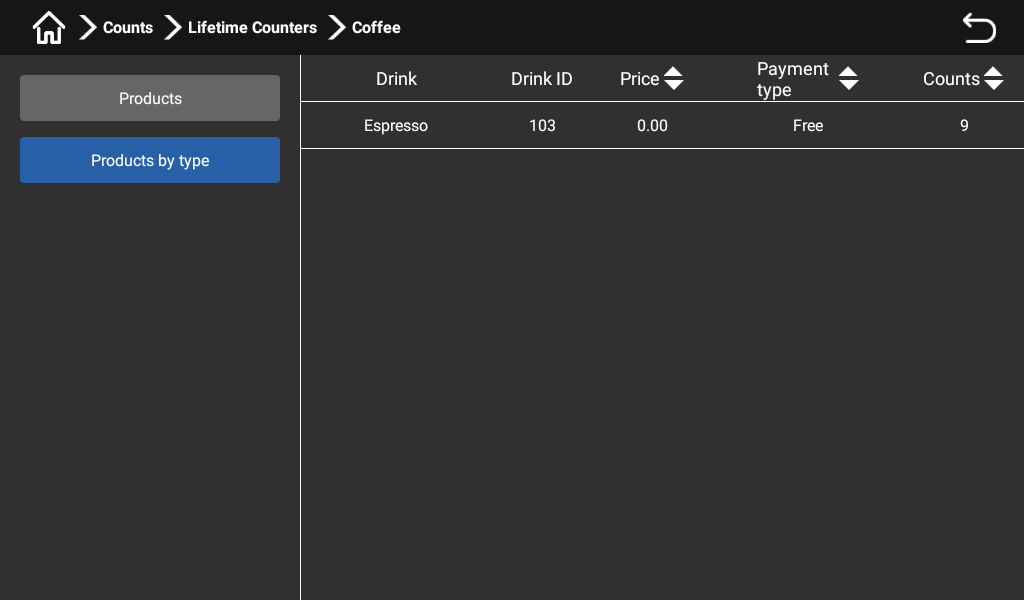 Counts Lifetime Counters Coffee
Products
Products by type
Drink Drink ID Price Payment type Counts
Espresso 103 0.00 Free 9